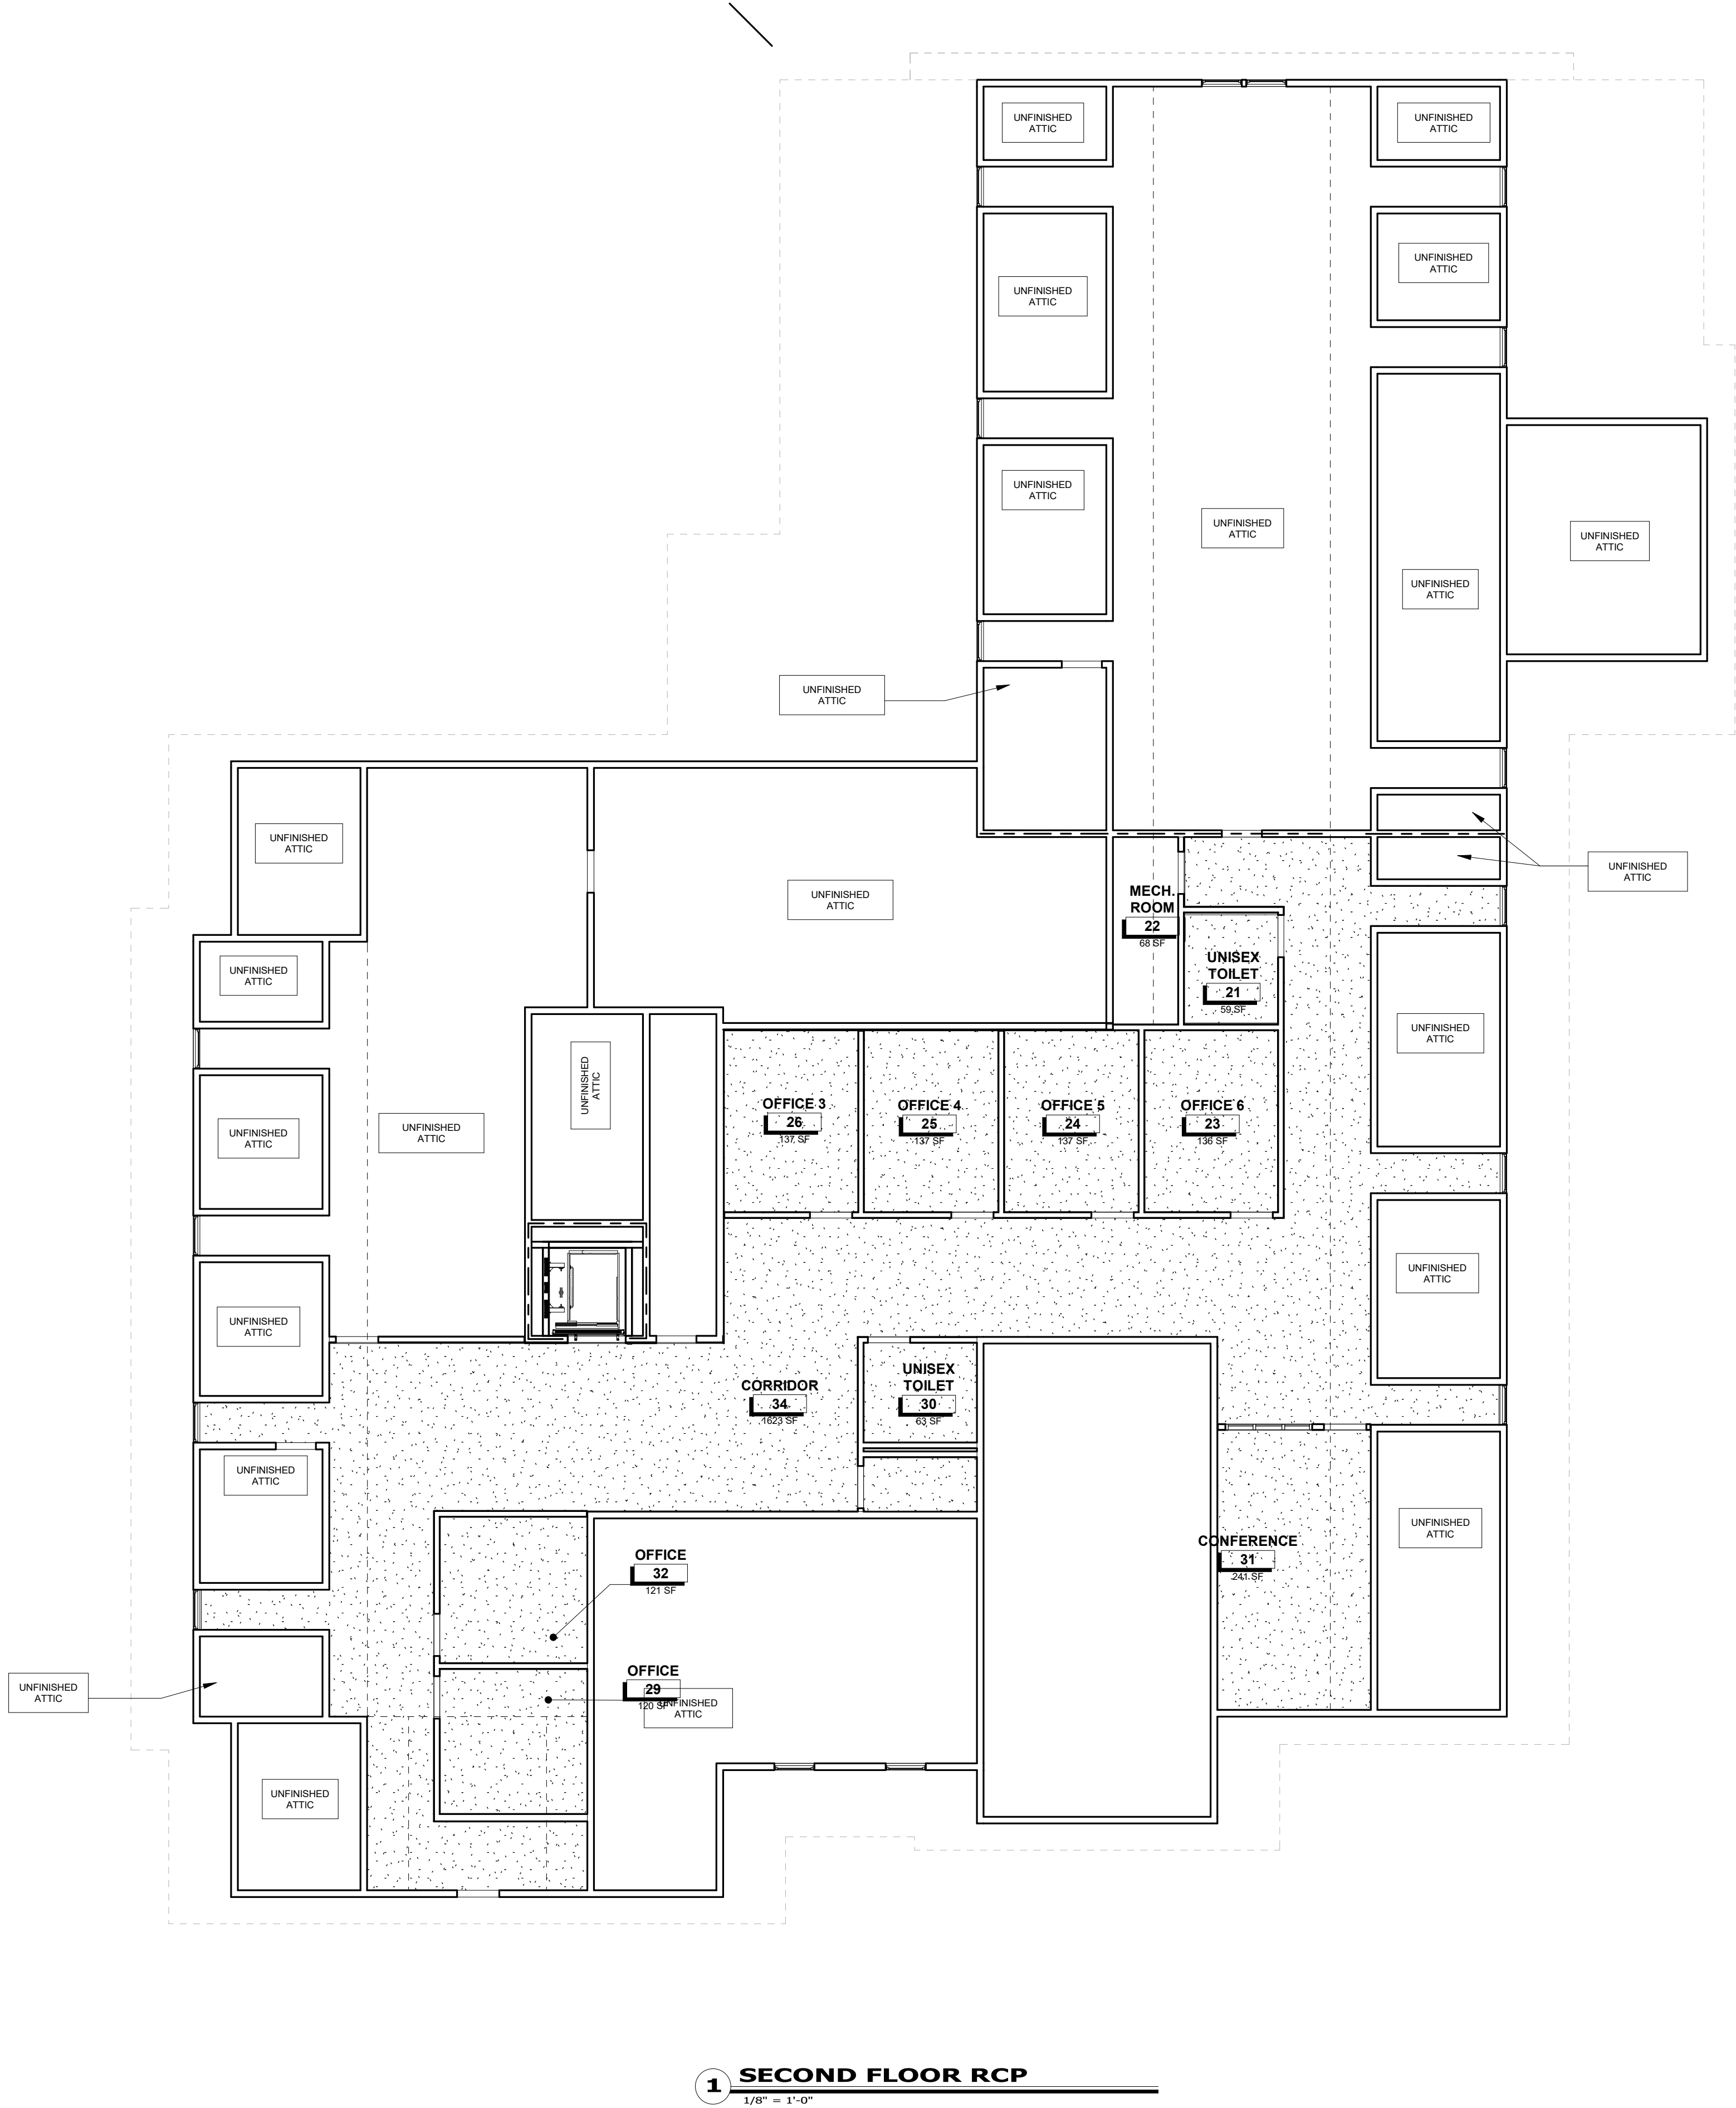 UNFINISHED
ATTIC
UNFINISHED
ATTIC
UNFINISHED
ATTIC
UNFINISHED
ATTIC
UNFINISHED
ATTIC
UNFINISHED
ATTIC
UNFINISHED
ATTIC
UNFINISHED
ATTIC
UNFINISHED
ATTIC
UNFINISHED
ATTIC
UNFINISHED
ATTIC
UNFINISHED
ATTIC
UNFINISHED
ATTIC
MECH.
ROOM
22
68 SF
UNISEX
TOILET
21
59 SF
UNFINISHED
ATTIC
UNFINISHED
ATTIC
UNFINISHED
ATTIC
UNFINISHED
ATTIC
UNFINISHED
ATTIC
OFFICE 3
26
137 SF
OFFICE 4
25
137 SF
OFFICE 5
24
137 SF
OFFICE 6
23
136 SF
UNFINISHED
ATTIC
UNFINISHED
ATTIC
CORRIDOR
34
1623 SF
UNISEX
TOILET
30
63 SF
UNFINISHED
ATTIC
UNFINISHED
ATTIC
OFFICE
32
121 SF
CONFERENCE
31
241 SF
OFFICE
29
120 SF
UNFINISHED
ATTIC
UNFINISHED
ATTIC
UNFINISHED
ATTIC
1
SECOND FLOOR RCP
1/8" = 1'-0"